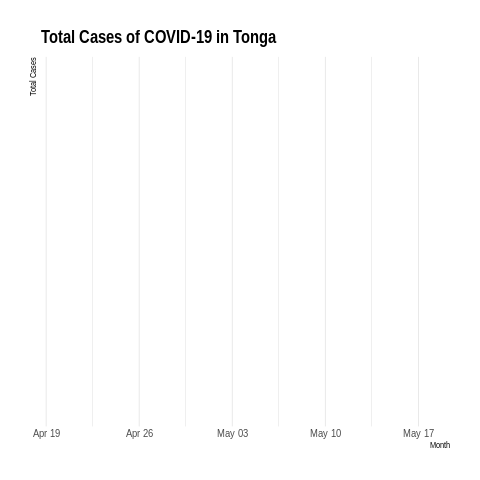 Total Cases of COVID-19 in Tonga
Total Cases
Apr 19 Apr 26 May 03 May 10 May 17
Month